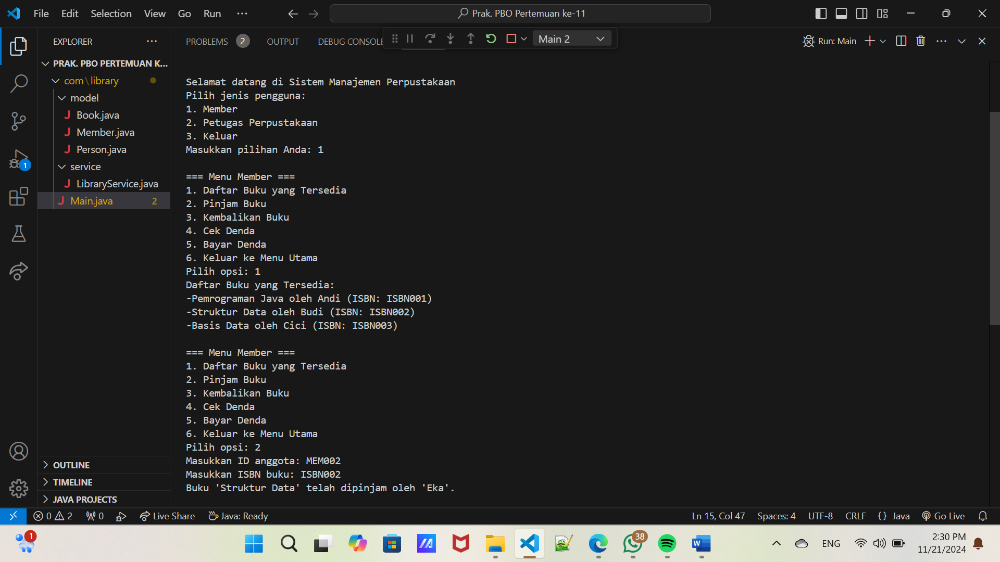 File Edit Selection View Go Run ... Prak. PBO Pertemuan ke-11
EXPLORER ... PROBLEMS 2 OUTPUT DEBUG CONSOLE Main 2 Run: Main ...
PRAK. PBO PERTEMUAN K...
com\library
model
J Book.java
J Member.java
J Person.java
service
J LibraryService.java
J Main.java 2
1
OUTLINE
TIMELINE
JAVA PROJECTS
Selamat datang di Sistem Manajemen Perpustakaan
Pilih jenis pengguna:
1. Member
2. Petugas Perpustakaan
3. Keluar
Masukkan pilihan Anda: 1
=== Menu Member ===
1. Daftar Buku yang Tersedia
2. Pinjam Buku
3. Kembalikan Buku
4. Cek Denda
5. Bayar Denda
6. Keluar ke Menu Utama
Pilih opsi: 1
Daftar Buku yang Tersedia:
-Pemrograman Java oleh Andi (ISBN: ISBN001)
-Struktur Data oleh Budi (ISBN: ISBN002)
-Basis Data oleh Cici (ISBN: ISBN003)
=== Menu Member ===
1. Daftar Buku yang Tersedia
2. Pinjam Buku
3. Kembalikan Buku
4. Cek Denda
5. Bayar Denda
6. Keluar ke Menu Utama
Pilih opsi: 2
Masukkan ID anggota: MEM002
Masukkan ISBN buku: ISBN002
Buku 'Struktur Data' telah dipinjam oleh 'Eka'.
0 2 0 Live Share Java: Ready Ln 15, Col 47 Spaces: 4 UTF-8 CRLF {} Java Go Live
1 38 W ENG 2:30 PM
11/21/2024